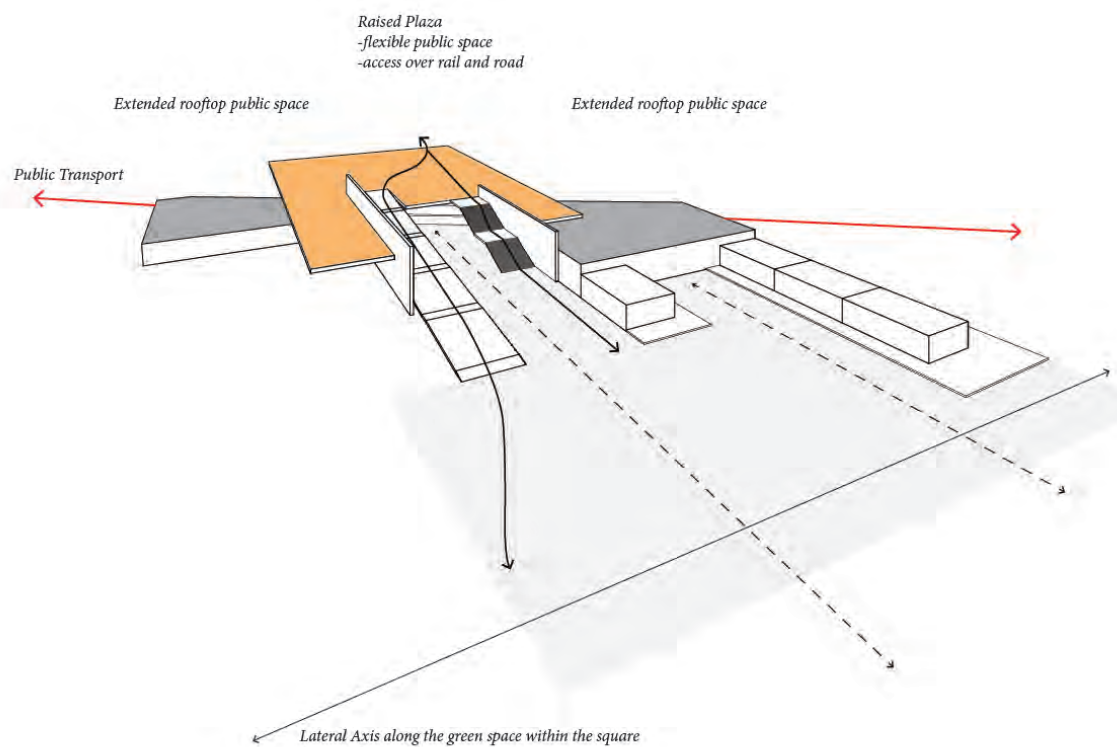 Raised Plaza
-flexible public space
-access over rail and road
Extended rooftop public space
Extended rooftop public space
Public Transport
Lateral Axis along the green space within the square